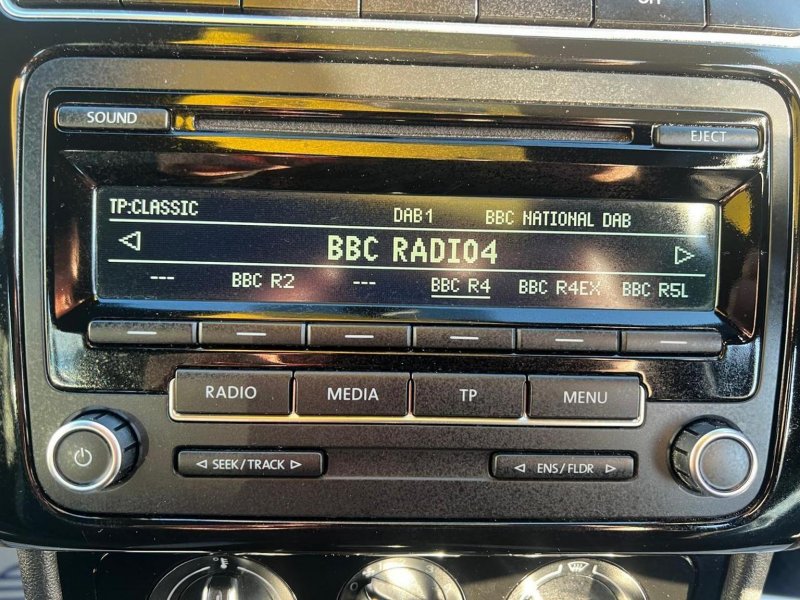 OFF
SOUND
EJECT
TP:CLASSIC DAB1 BBC NATIONAL DAB
BBC RADIO4
--- BBC R2 --- BBC R4 BBC R4EX BBC R5L
RADIO MEDIA TP MENU
SEEK/TRACK ENS/FLDR